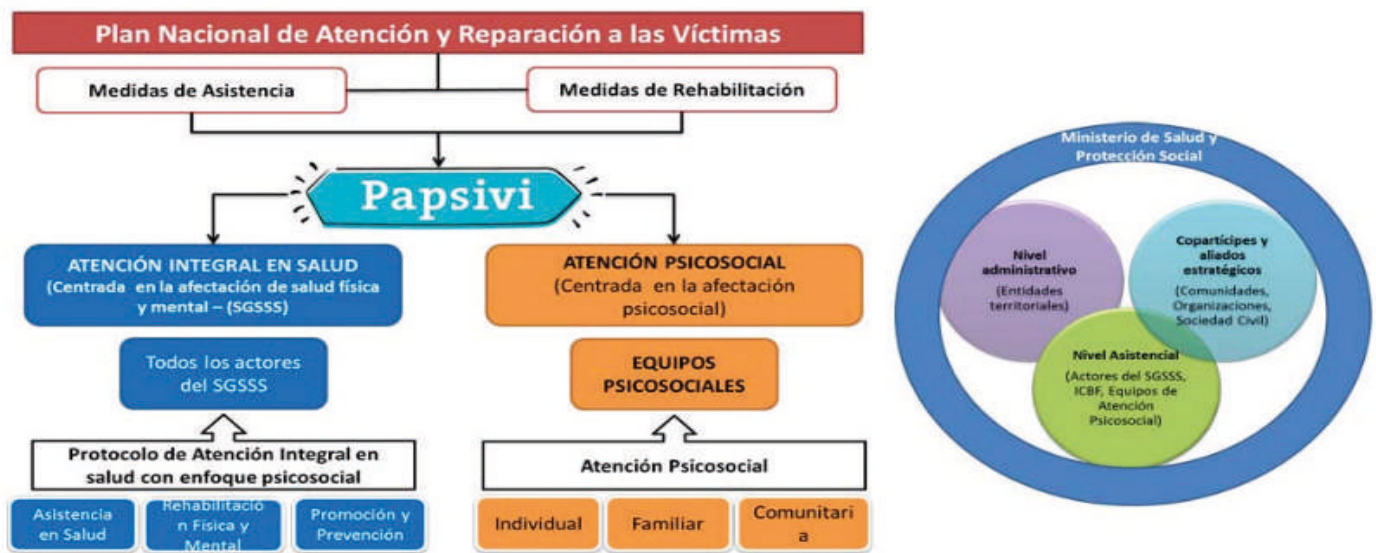 Plan Nacional de Atención y Reparación a las Víctimas
Medidas de Asistencia
Medidas de Rehabilitación
Papsivi
ATENCIÓN INTEGRAL EN SALUD
(Centrada en la afectación de salud física
y mental – (SGSSS)
ATENCIÓN PSICOSOCIAL
(Centrada en la afectación
psicosocial)
Todos los actores
del SGSSS
EQUIPOS
PSICOSOCIALES
Protocolo de Atención Integral en
salud con enfoque psicosocial
Atención Psicosocial
Asistencia
en Salud
Rehabilitació
n Física y
Mental
Promoción y
Prevención
Individual
Familiar
Comunitari
a
Ministerio de Salud y
Protección Social
Nivel
administrativo
(Entidades
territoriales)
Copartícipes y
aliados
estratégicos
(Comunidades,
Organizaciones,
Sociedad Civil)
Nivel Asistencial
(Actores del SGSSS,
ICBF, Equipos de
Atención
Psicosocial)